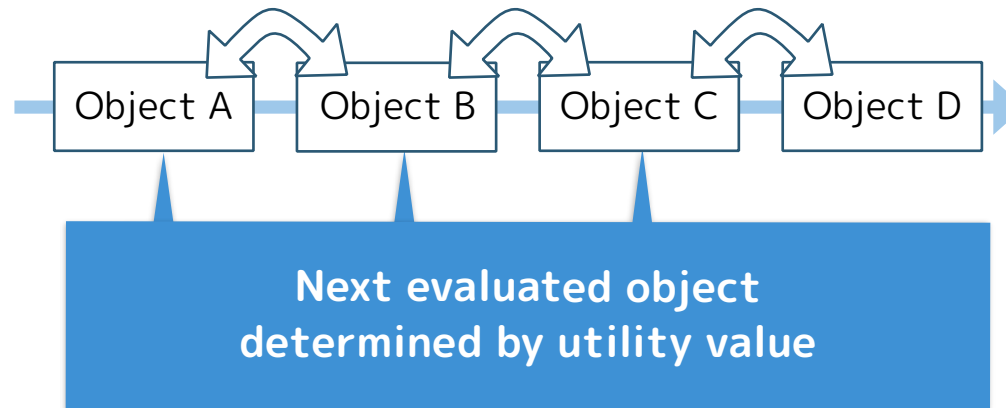 Object A
Object B
Object C
Object D
Next evaluated object
determined by utility value